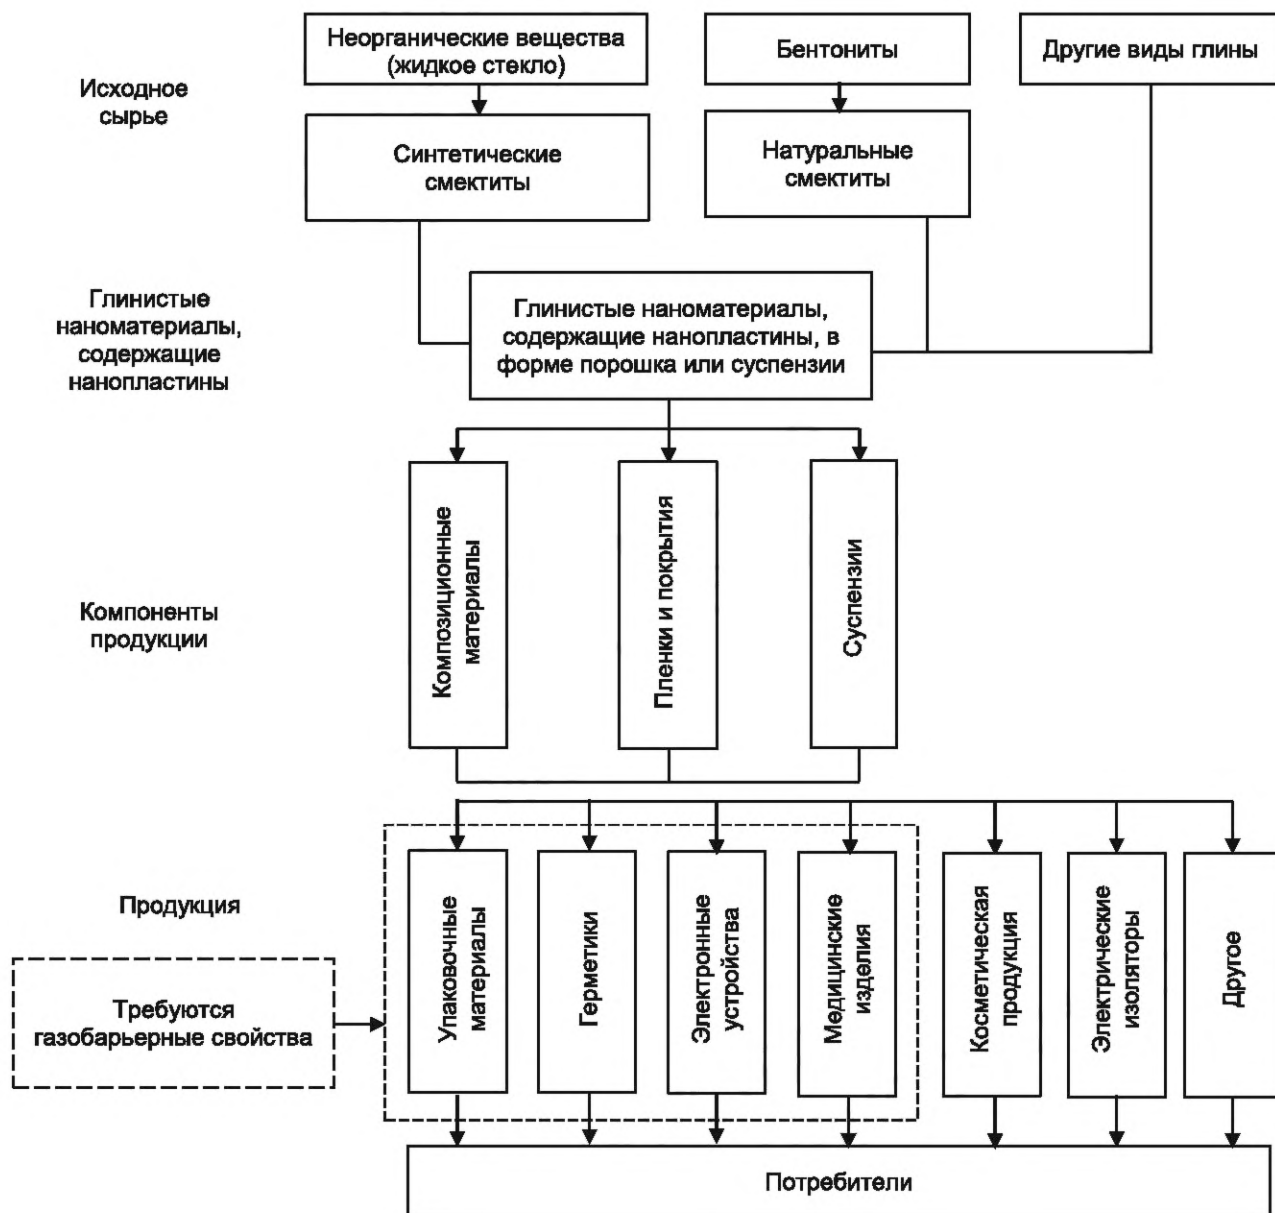 Неорганические вещества
(жидкое стекло)
Бентониты
Другие виды глины
Исходное
сырье
Синтетические
смектиты
Натуральные
смектиты
Глинистые
наноматериалы,
содержащие
нанопластины
Глинистые наноматериалы,
содержащие нанопластины, в
форме порошка или суспензии
Компоненты
продукции
Композиционные
материалы
Пленки и покрытия
Суспензии
Продукция
Требуются
газобарьерные свойства
Упаковочные
материалы
Герметики
Электронные
устройства
Медицинские
изделия
Косметическая
продукция
Электрические
изоляторы
Другое
Потребители